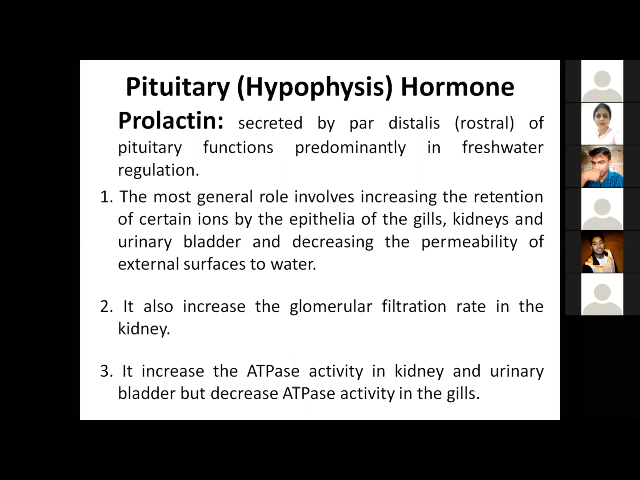 Pituitary (Hypophysis) Hormone
Prolactin: secreted by par distalis (rostral) of
pituitary functions predominantly in freshwater
regulation.
1. The most general role involves increasing the retention
of certain ions by the epithelia of the gills, kidneys and
urinary bladder and decreasing the permeability of
external surfaces to water.
2. It also increase the glomerular filtration rate in the
kidney.
3. It increase the ATPase activity in kidney and urinary
bladder but decrease ATPase activity in the gills.